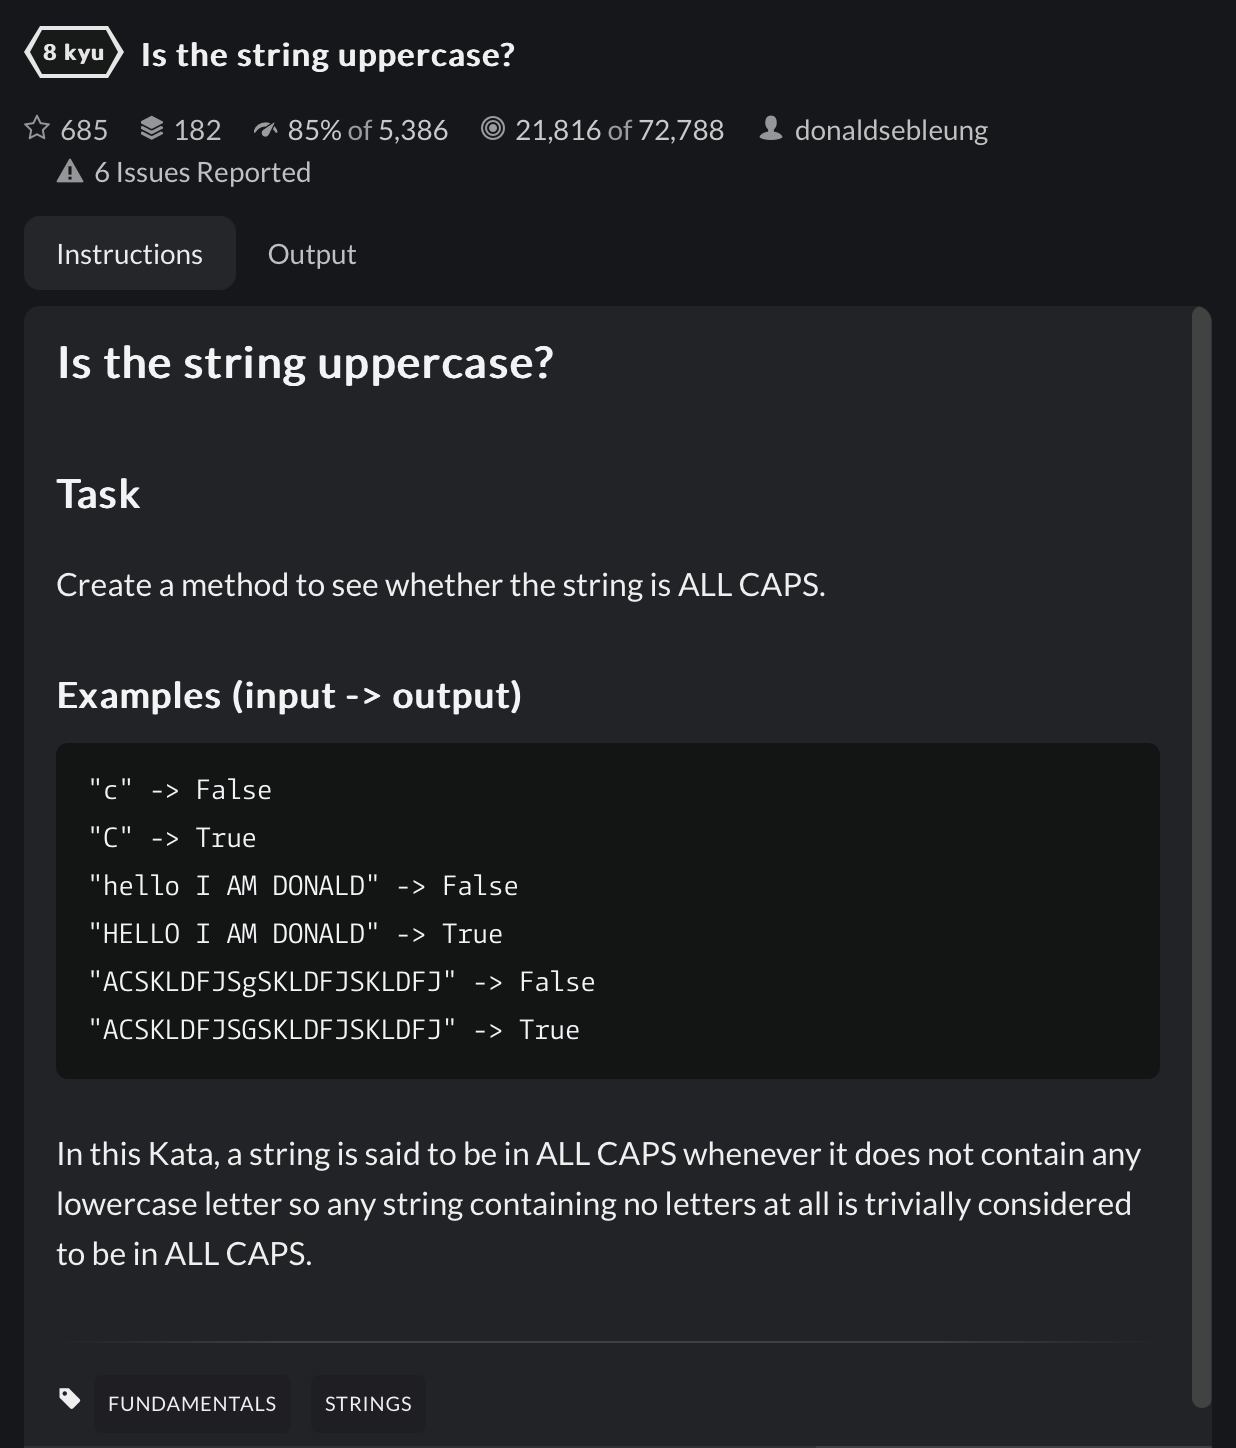 8 kyu Is the string uppercase?
685 182 85% of 5,386 21,816 of 72,788 donaldsebleung
6 Issues Reported
Instructions Output
Is the string uppercase?
Task
Create a method to see whether the string is ALL CAPS.
Examples (input -> output)
"c" -> False
"C" -> True
"hello I AM DONALD" -> False
"HELLO I AM DONALD" -> True
"ACSKLDFJSgSKLDFJSKLDFJ" -> False
"ACSKLDFJSGSKLDFJSKLDFJ" -> True
In this Kata, a string is said to be in ALL CAPS whenever it does not contain any
lowercase letter so any string containing no letters at all is trivially considered
to be in ALL CAPS.
FUNDAMENTALS STRINGS